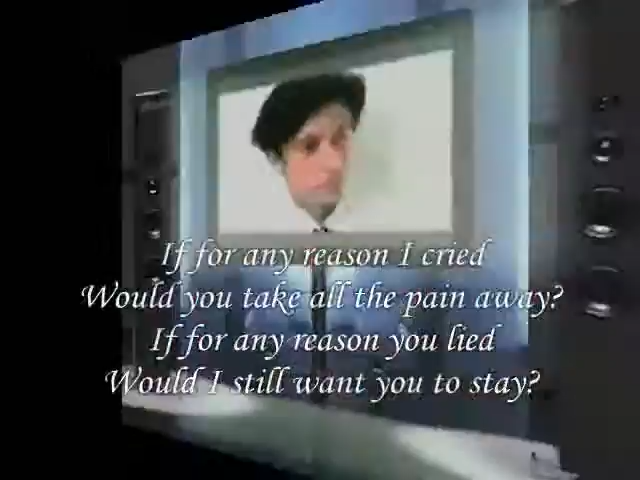 If for any reason I cried
Would you take all the pain away?
If for any reason you lied
Would I still want you to stay?